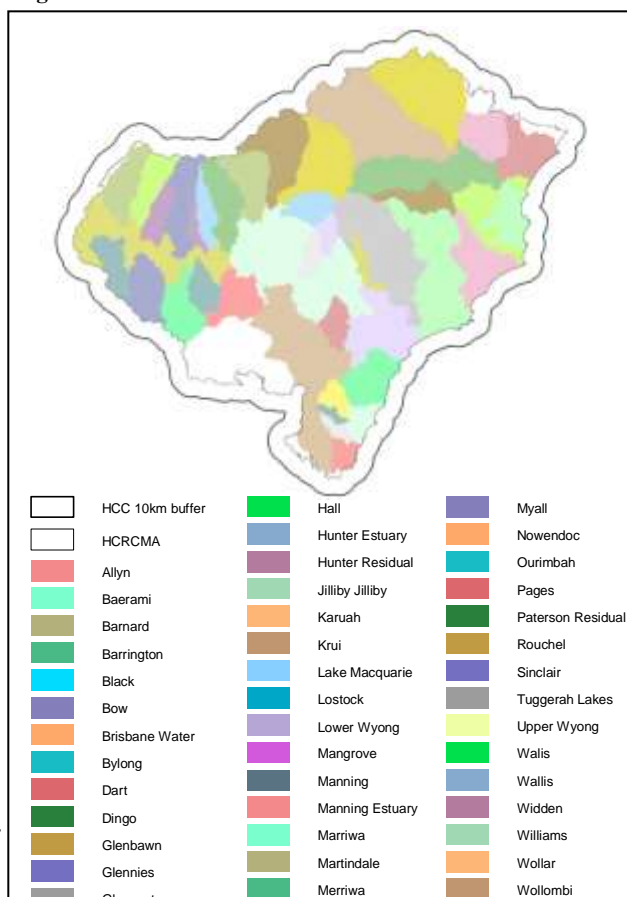 HCC 10km buffer
HCRCMA
Allyn
Baerami
Barnard
Barrington
Black
Bow
Brisbane Water
Bylong
Dart
Dingo
Glenbawn
Glennies
Hall
Hunter Estuary
Hunter Residual
Jilliby Jilliby
Karuah
Krui
Lake Macquarie
Lostock
Lower Wyong
Mangrove
Manning
Manning Estuary
Marriwa
Martindale
Merriwa
Myall
Nowendoc
Ourimbah
Pages
Paterson Residual
Rouchel
Sinclair
Tuggerah Lakes
Upper Wyong
Walis
Wallis
Widden
Williams
Wollar
Wollombi